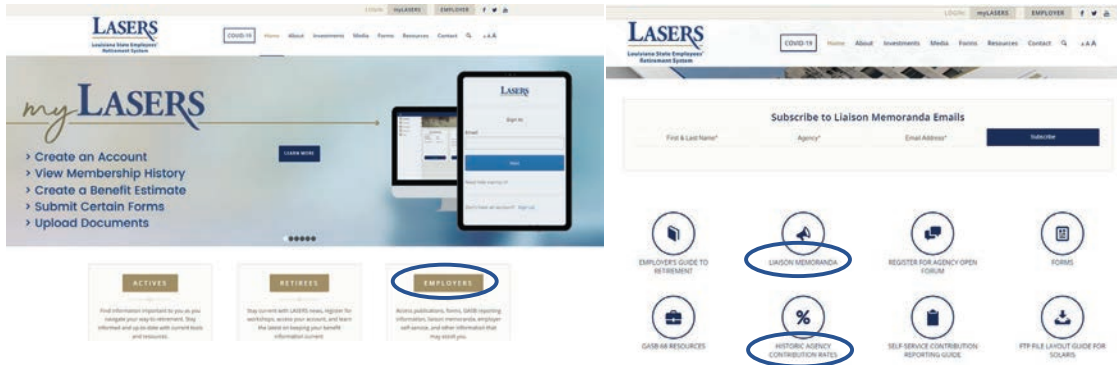 LOGIN myLASERS EMPLOYER
LASERS
Louisiana State Employees'
Retirement System
COVID-19 Home About Investments Media Forms Resources Contact A A A
my LASERS
> Create an Account
> View Membership History
> Create a Benefit Estimate
> Submit Certain Forms
> Upload Documents
LEARN MORE
LASERS
Sign In
Email
Next
Need help signing in?
Don't have an account? Sign up
ACTIVES
Find information important to you as you
navigate your way to retirement. Stay
informed and up to date with current tools
and resources.
RETIREES
Stay current with LASERS news, register for
workshops, access your account, and learn
the latest on keeping your benefit
information current
EMPLOYERS
Access publications, forms, GASB reporting
information, liaison memoranda, employer
self-service, and other information that
may assist you.
LOGIN myLASERS EMPLOYER
LASERS
Louisiana State Employees'
Retirement System
COVID-19 Home About Investments Media Forms Resources Contact A A A
Subscribe to Liaison Memoranda Emails
First & Last Name* Agency* Email Address* Subscribe
EMPLOYER'S GUIDE TO
RETIREMENT
LIAISON MEMORANDA
REGISTER FOR AGENCY OPEN
FORUM
FORMS
GASB 68 RESOURCES
HISTORIC AGENCY
CONTRIBUTION RATES
SELF-SERVICE CONTRIBUTION
REPORTING GUIDE
FTP FILE LAYOUT GUIDE FOR
SOLARIS